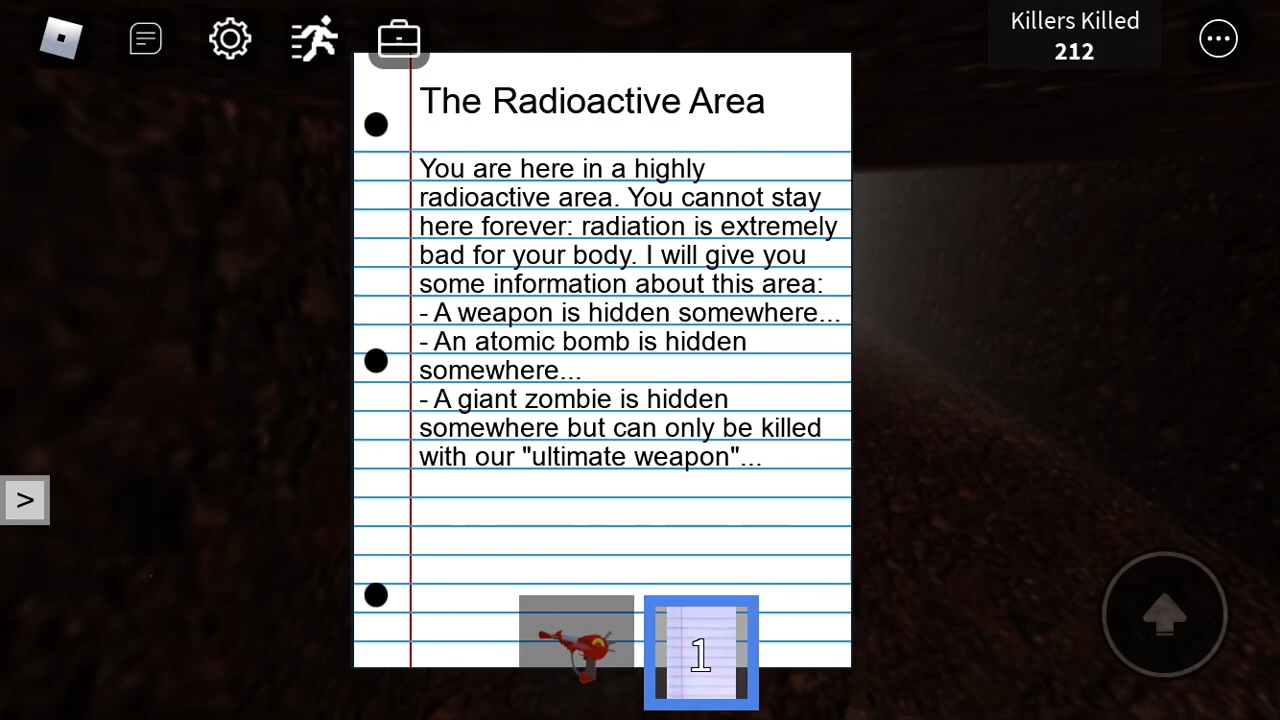 Killers Killed
212
The Radioactive Area
You are here in a highly
radioactive area. You cannot stay
here forever: radiation is extremely
bad for your body. I will give you
some information about this area:
- A weapon is hidden somewhere...
- An atomic bomb is hidden
somewhere...
- A giant zombie is hidden
somewhere but can only be killed
with our "ultimate weapon"...
>
1